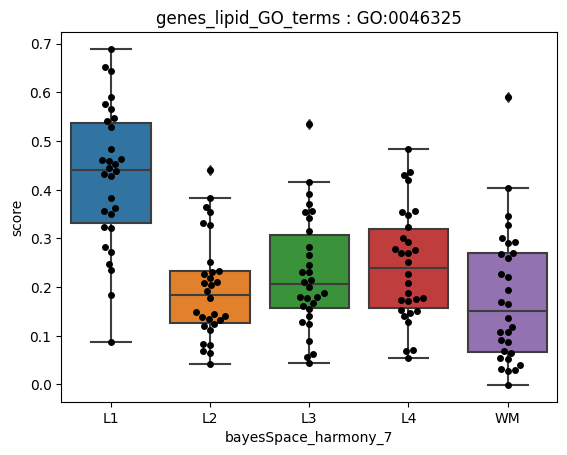 genes_lipid_GO_terms : GO:0046325
0.7
0.6
0.5
0.4
0.3
0.2
0.1
0.0
score
L1 L2 L3 L4 WM
bayesSpace_harmony_7